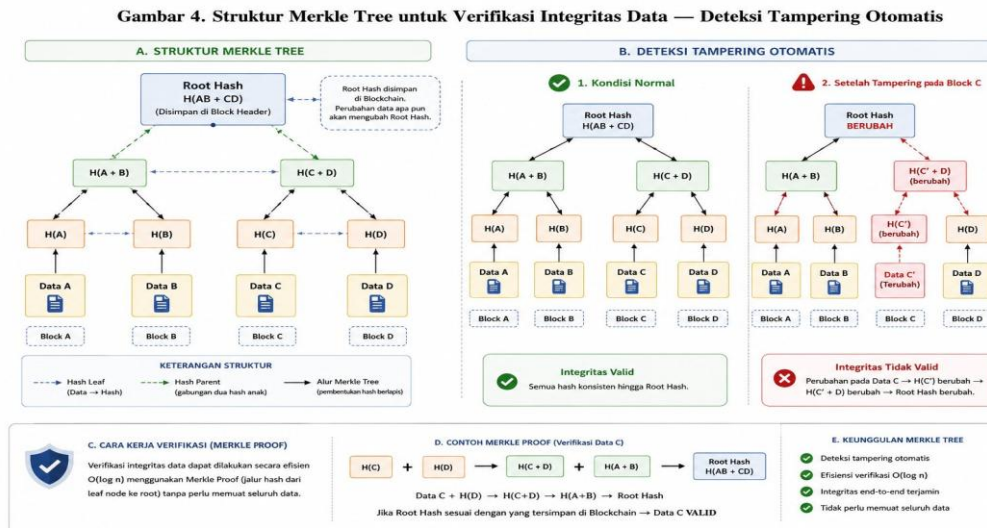 Gambar 4. Struktur Merkle Tree untuk Verifikasi Integritas Data — Deteksi Tampering Otomatis
A. STRUKTUR MERKLE TREE
Root Hash
H(AB + CD)
(Disimpan di Block Header)
Root Hash disimpan
di Blockchain.
Perubahan data apa pun
akan mengubah Root Hash.
H(A + B)
H(C + D)
H(A)
H(B)
H(C)
H(D)
Data A
Data B
Data C
Data D
Block A
Block B
Block C
Block D
KETERANGAN STRUKTUR
Hash Leaf
(Data → Hash)
Hash Parent
(gabungan dua hash anak)
Alur Merkle Tree
(pembentukan hash berlapis)
B. DETEKSI TAMPERING OTOMATIS
1. Kondisi Normal
Root Hash
H(AB + CD)
H(A + B)
H(C + D)
H(A)
H(B)
H(C)
H(D)
Data A
Data B
Data C
Data D
Block A
Block B
Block C
Block D
Integritas Valid
Semua hash konsisten hingga Root Hash.
2. Setelah Tampering pada Block C
Root Hash
BERUBAH
H(A + B)
H(C' + D)
(berubah)
H(A)
H(B)
H(C')
(berubah)
H(D)
Data A
Data B
Data C'
(Terubah)
Data D
Block A
Block B
Block C
Block D
Integritas Tidak Valid
Perubahan pada Data C → H(C') berubah →
H(C' + D) berubah → Root Hash berubah.
C. CARA KERJA VERIFIKASI (MERKLE PROOF)
Verifikasi integritas data dapat dilakukan secara efisien
O(log n) menggunakan Merkle Proof (jalur hash dari
leaf node ke root) tanpa perlu memuat seluruh data.
D. CONTOH MERKLE PROOF (Verifikasi Data C)
H(C) + H(D) → H(C + D) + H(A + B) → Root Hash
H(AB + CD)
Data C + H(D) → H(C+D) → H(A+B) → Root Hash
Jika Root Hash sesuai dengan yang tersimpan di Blockchain → Data C VALID
E. KEUNGGULAN MERKLE TREE
Deteksi tampering otomatis
Efisiensi verifikasi O(log n)
Integritas end-to-end terjamin
Tidak perlu memuat seluruh data